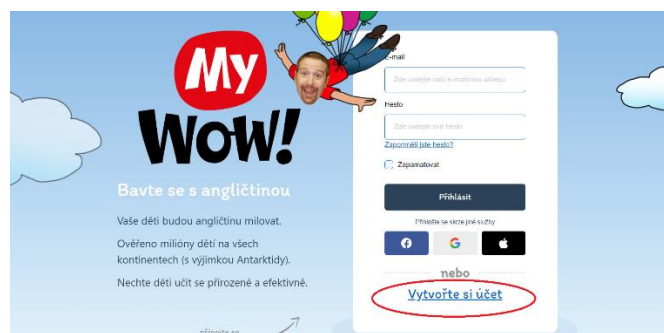 My
WOW!
Bavte se s angličtinou
Vaše děti budou angličtinu milovat.
Ověřeno milióny dětí na všech
kontinentech (s výjimkou Antarktidy).
Nechte děti učit se přirozeně a efektivně.
E-mail
Zde zadejte vaši e-mailovou adresu
Heslo
Zde zadejte své heslo
Zapomněli jste heslo?
Zapamatovat
Přihlásit
Přihlašte se skrze jiné služby
nebo
Vytvořte si účet